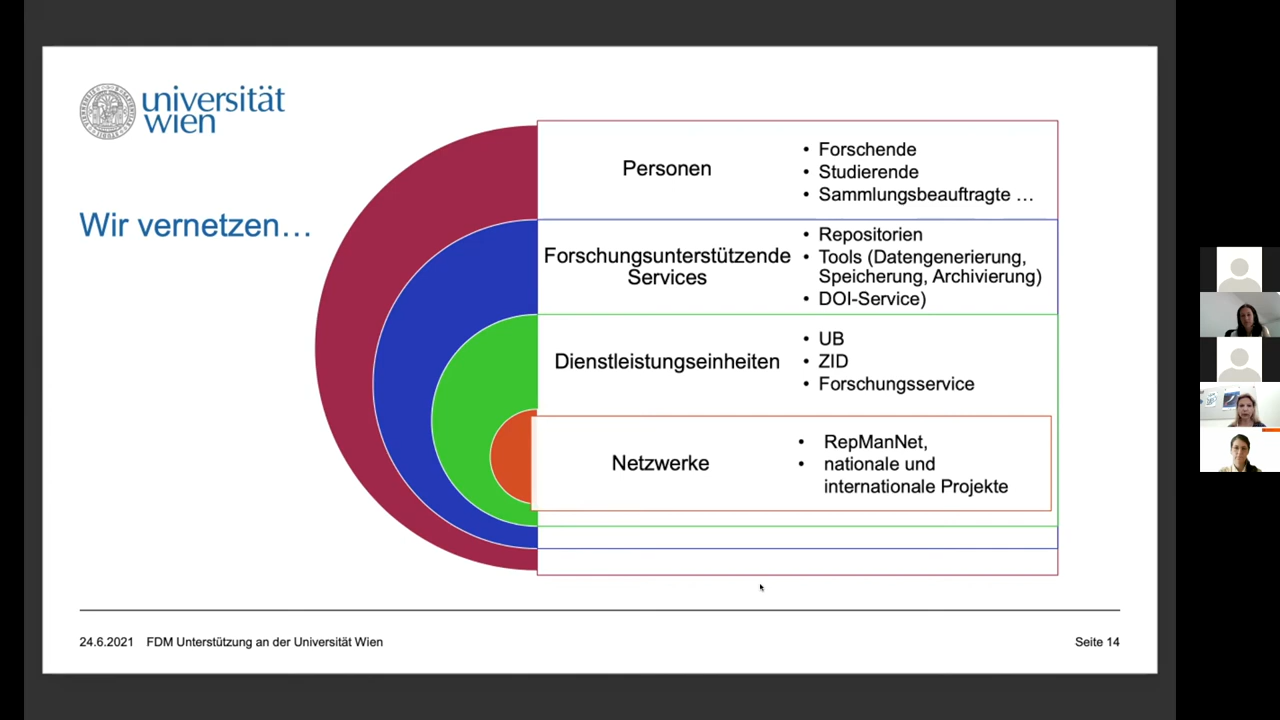 universität
wien
Wir vernetzen…
Personen
• Forschende
• Studierende
• Sammlungsbeauftragte …
Forschungsunterstützende
Services
• Repositorien
• Tools (Datengenerierung,
Speicherung, Archivierung)
• DOI-Service)
Dienstleistungseinheiten
• UB
• ZID
• Forschungsservice
Netzwerke
• RepManNet,
• nationale und
internationale Projekte
24.6.2021 FDM Unterstützung an der Universität Wien
Seite 14